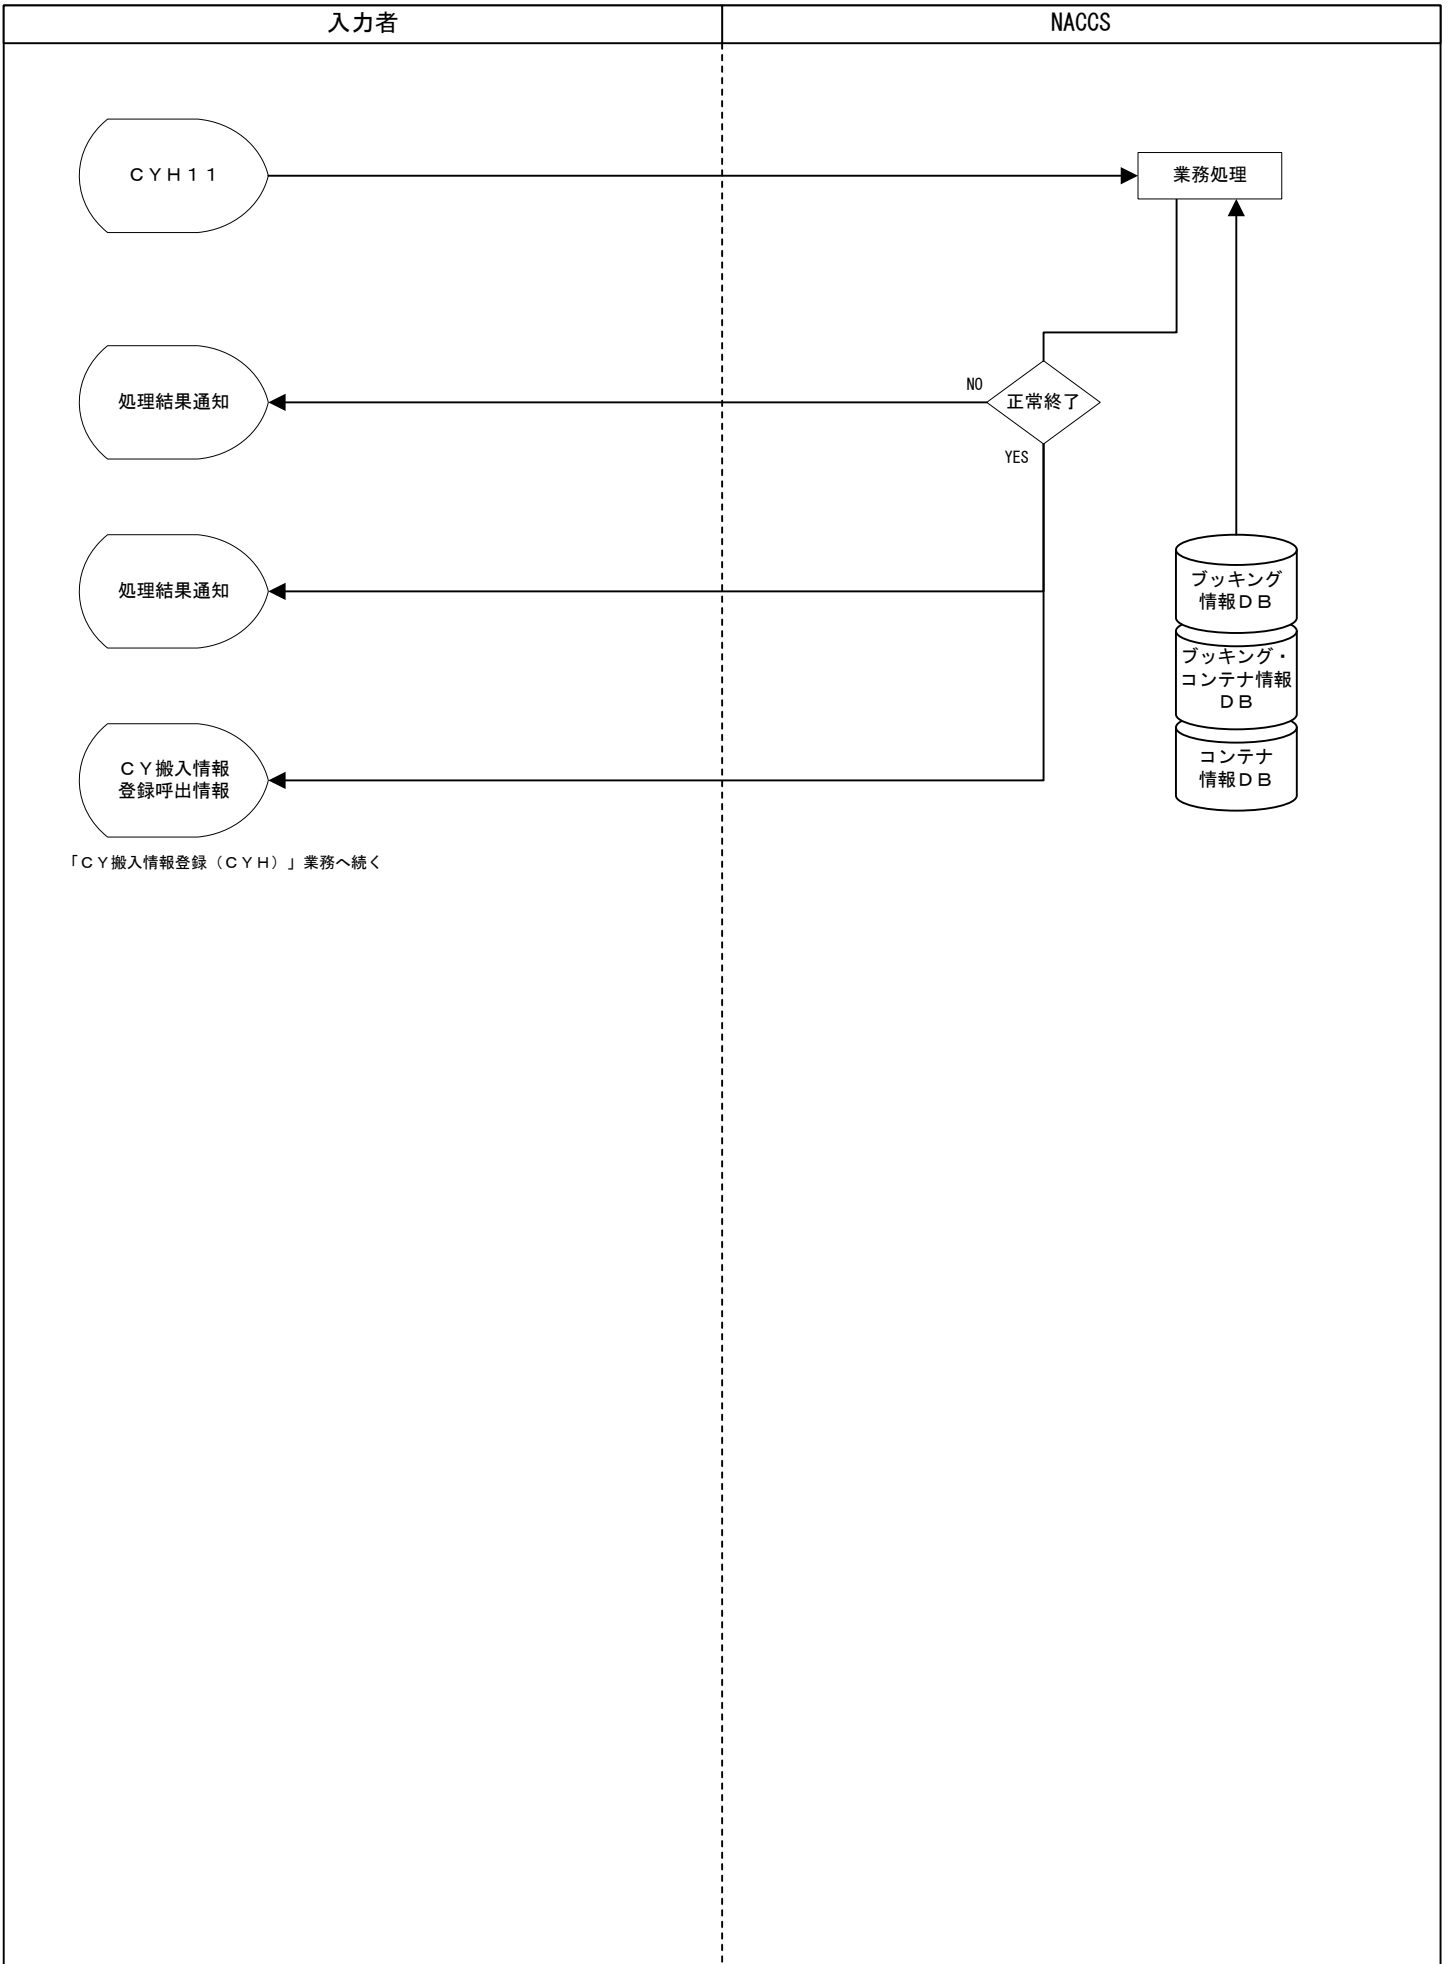 入力者
NACCS
ＣＹＨ１１
業務処理
処理結果通知
NO
正常終了
YES
処理結果通知
ブッキング
情報ＤＢ
ブッキング・
コンテナ情報
ＤＢ
コンテナ
情報ＤＢ
ＣＹ搬入情報
登録呼出情報
「ＣＹ搬入情報登録（ＣＹＨ）」業務へ続く